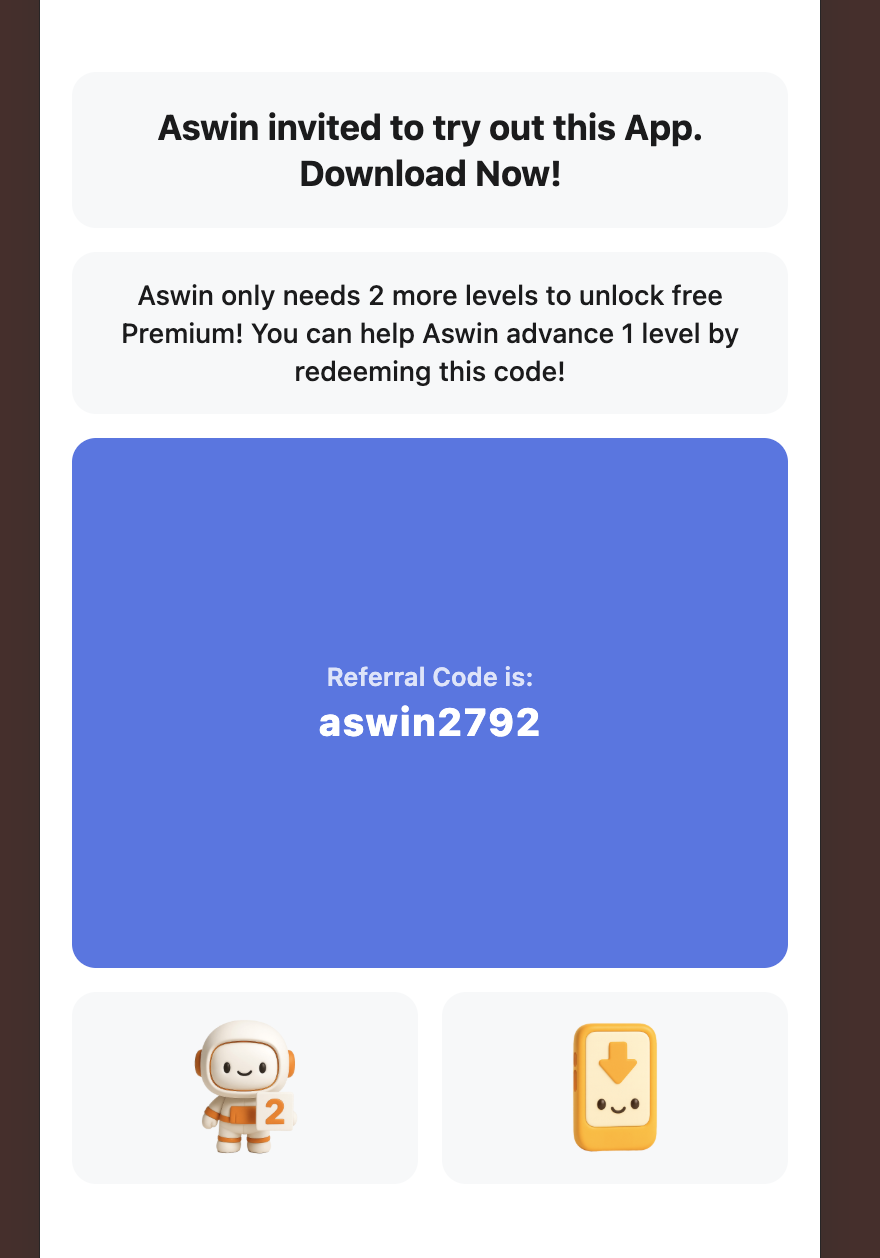 Aswin invited to try out this App.
Download Now!
Aswin only needs 2 more levels to unlock free
Premium! You can help Aswin advance 1 level by
redeeming this code!
Referral Code is:
aswin2792
2